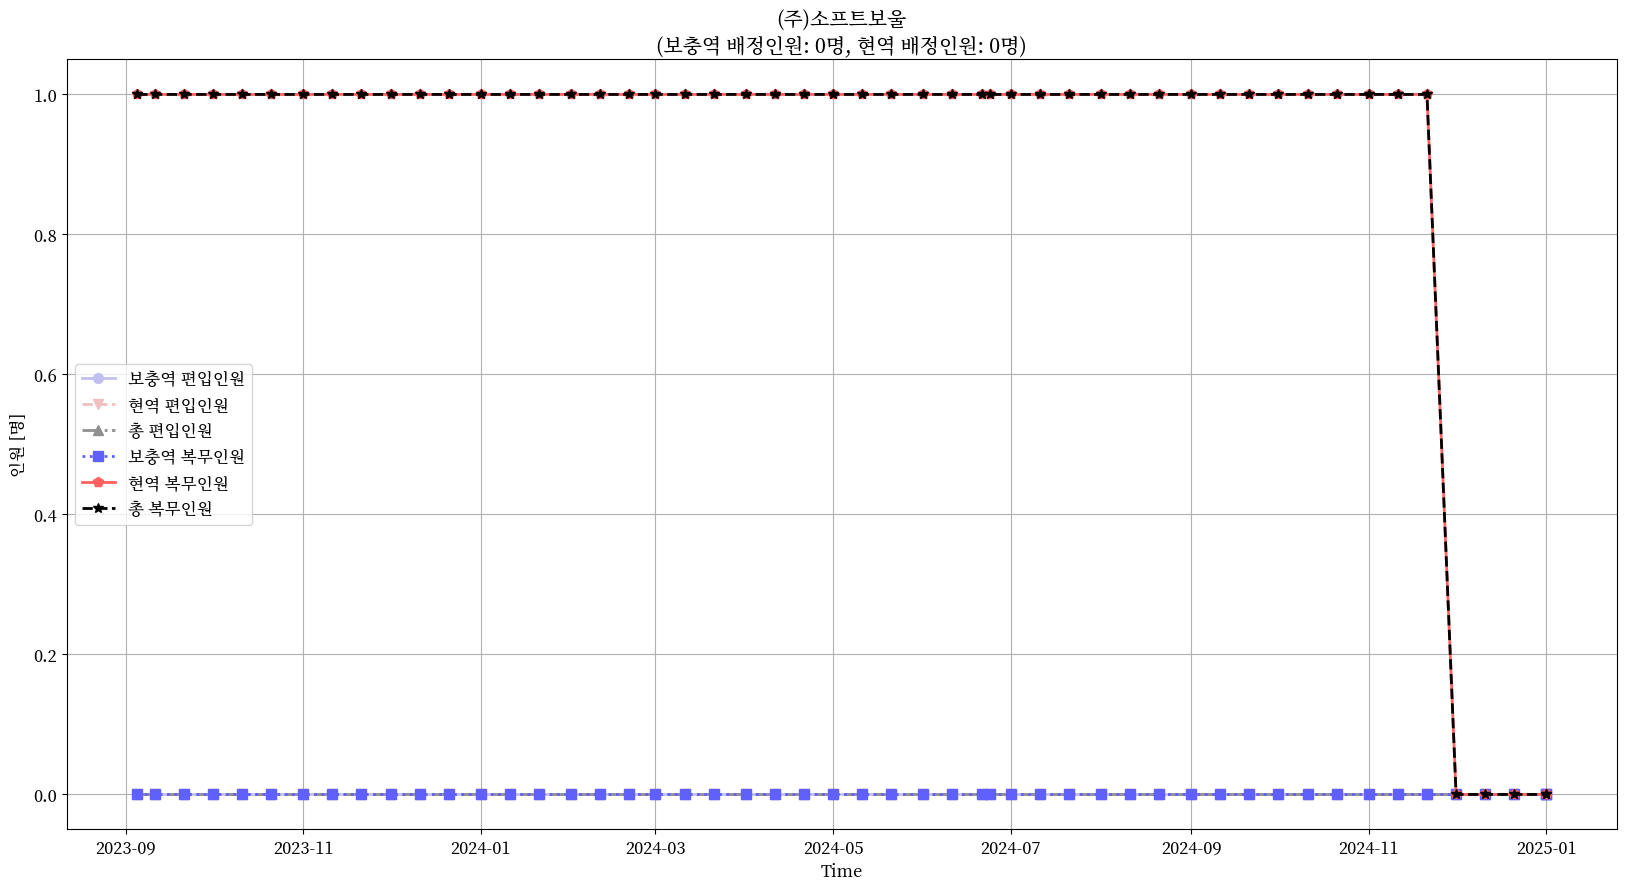 (주)소프트보울
(보충역 배정인원: 0명, 현역 배정인원: 0명)
인원 [명]
1.0
0.8
0.6
0.4
0.2
0.0
보충역 편입인원
현역 편입인원
총 편입인원
보충역 복무인원
현역 복무인원
총 복무인원
2023-09
2023-11
2024-01
2024-03
2024-05
2024-07
2024-09
2024-11
2025-01
Time